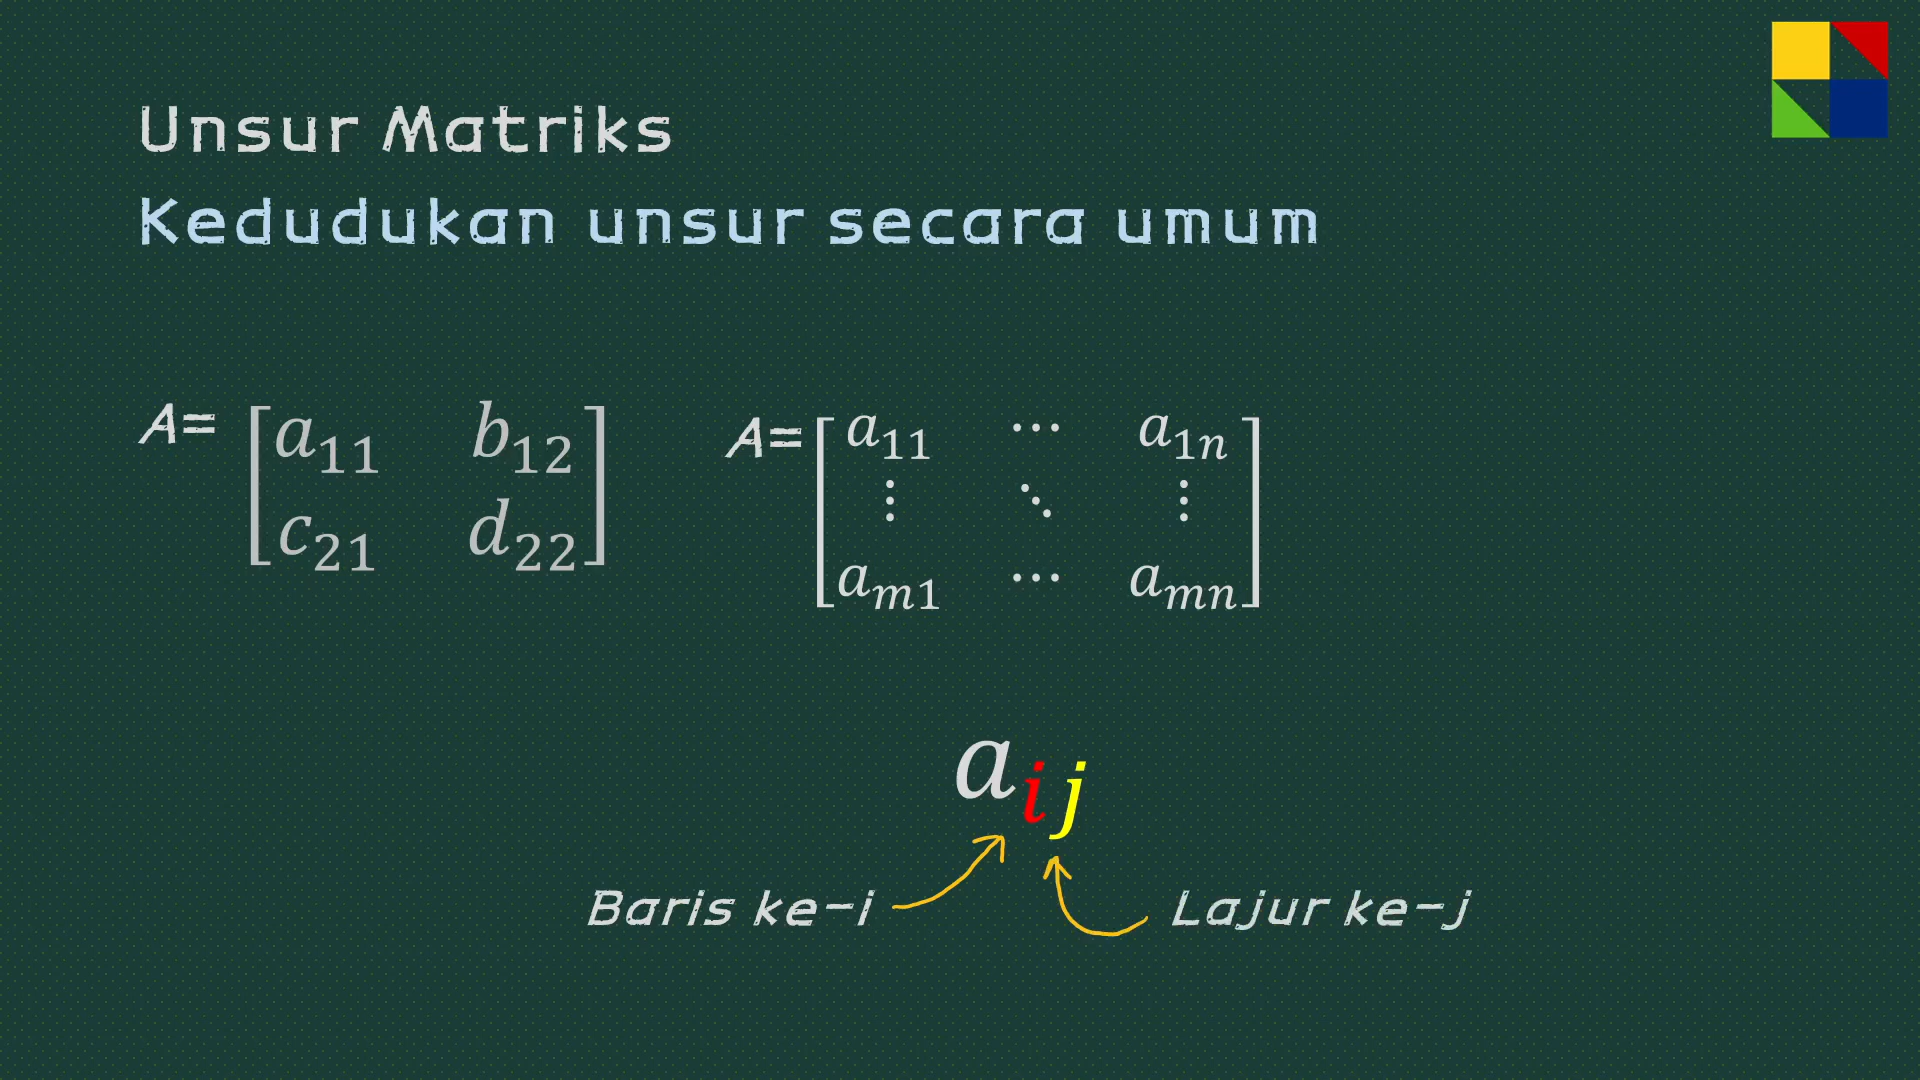 Unsur Matriks
Kedudukan unsur secara umum
A= [a₁₁ b₁₂
c₂₁ d₂₂]
A= [a₁₁ ⋯ a₁ₙ
⋮ ⋱ ⋮
aₘ₁ ⋯ aₘₙ]
aᵢⱼ
Baris ke-i
Lajur ke-j